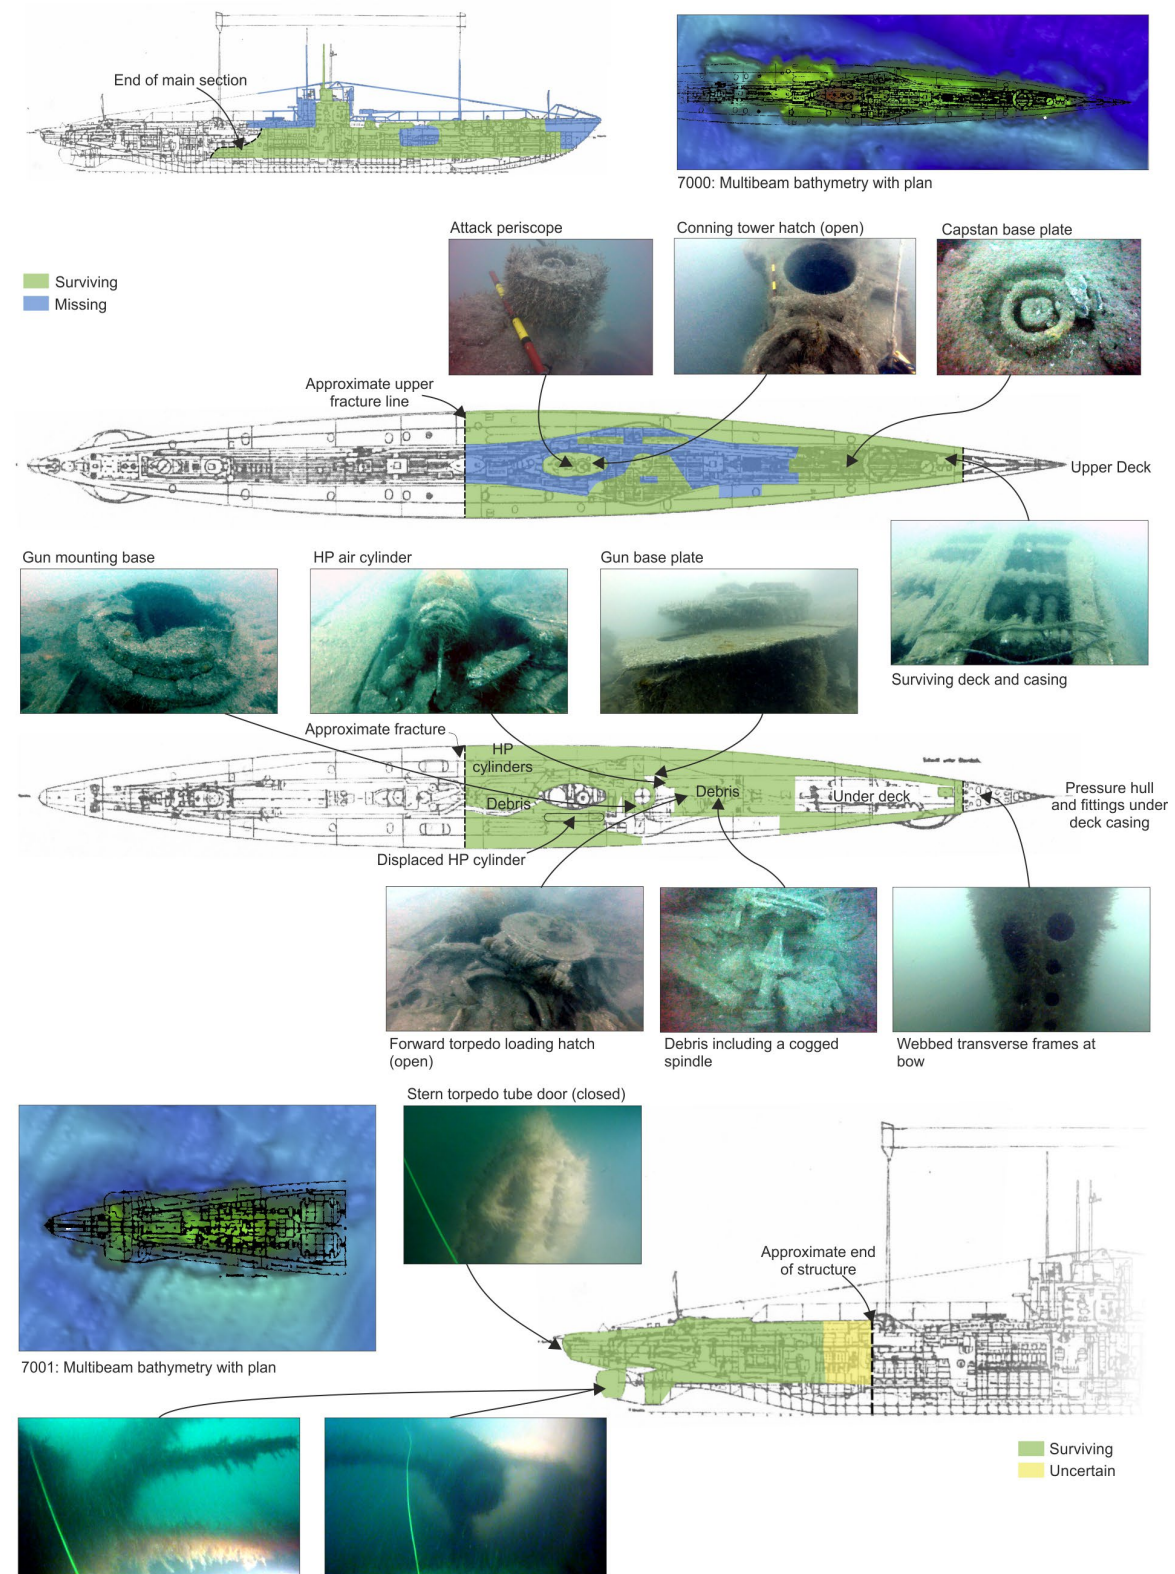 End of main section
7000: Multibeam bathymetry with plan
Attack periscope
Conning tower hatch (open)
Capstan base plate
Surviving
Missing
Approximate upper
fracture line
Upper Deck
Gun mounting base
HP air cylinder
Gun base plate
Surviving deck and casing
Approximate fracture
HP
cylinders
Debris
Debris
Under deck
Pressure hull
and fittings under
deck casing
Displaced HP cylinder
Forward torpedo loading hatch
(open)
Debris including a cogged
spindle
Webbed transverse frames at
bow
Stern torpedo tube door (closed)
Approximate end
of structure
7001: Multibeam bathymetry with plan
Surviving
Uncertain